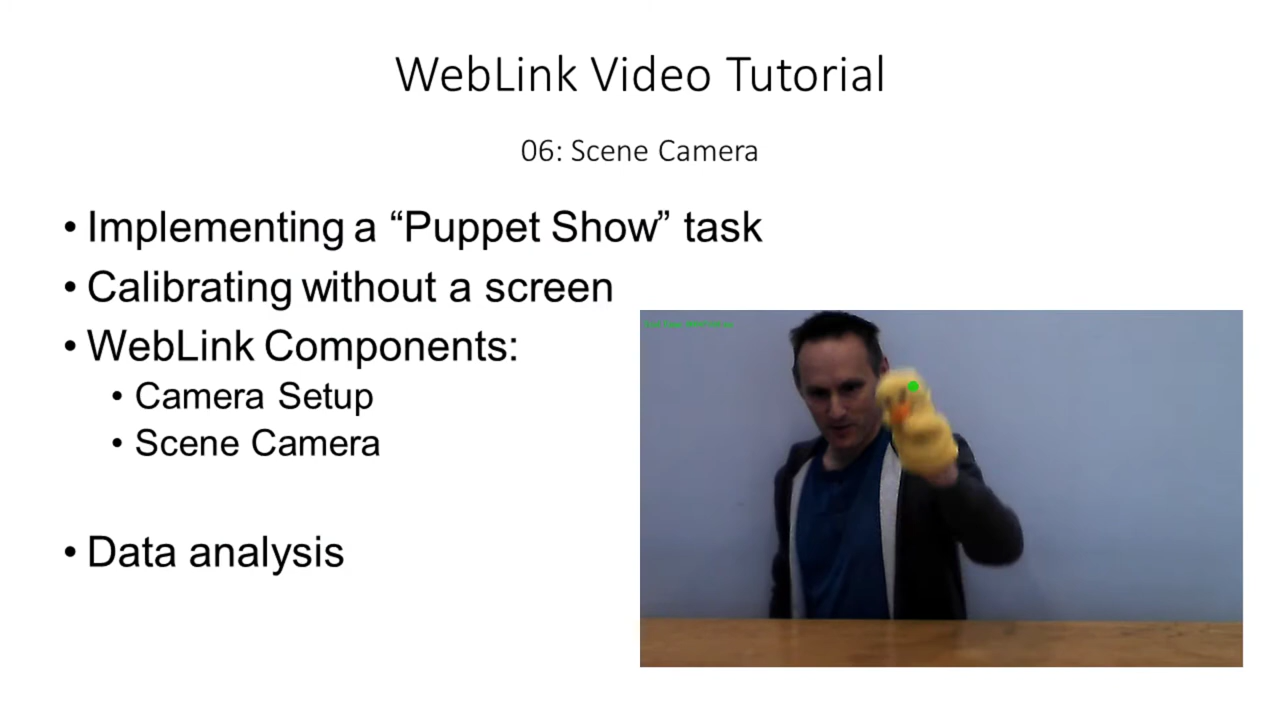 WebLink Video Tutorial
06: Scene Camera
• Implementing a “Puppet Show” task
• Calibrating without a screen
• WebLink Components:
• Camera Setup
• Scene Camera
• Data analysis